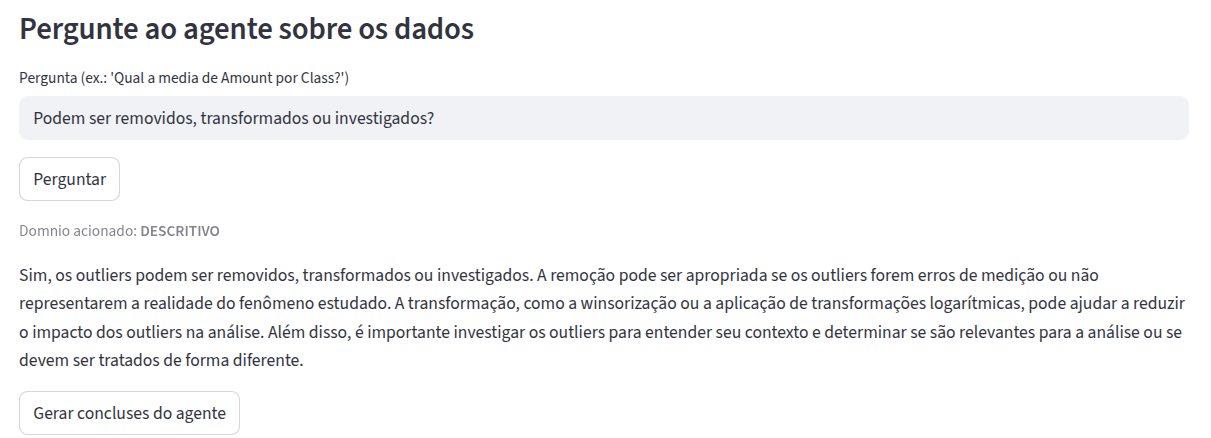 Pergunte ao agente sobre os dados
Pergunta (ex.: 'Qual a media de Amount por Class?')
Podem ser removidos, transformados ou investigados?
Perguntar
Domnio acionado: DESCRITIVO
Sim, os outliers podem ser removidos, transformados ou investigados. A remoção pode ser apropriada se os outliers forem erros de medição ou não
representarem a realidade do fenômeno estudado. A transformação, como a winsorização ou a aplicação de transformações logarítmicas, pode ajudar a reduzir
o impacto dos outliers na análise. Além disso, é importante investigar os outliers para entender seu contexto e determinar se são relevantes para a análise ou se
devem ser tratados de forma diferente.
Gerar concluses do agente